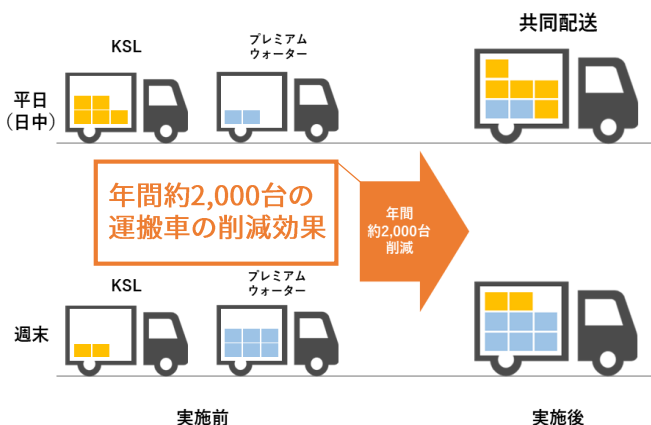 共同配送
KSL
プレミアム
ウォーター
平日
（日中）
年間約2,000台の
運搬車の削減効果
年間
約2,000台
削減
KSL
プレミアム
ウォーター
週末
実施前
実施後